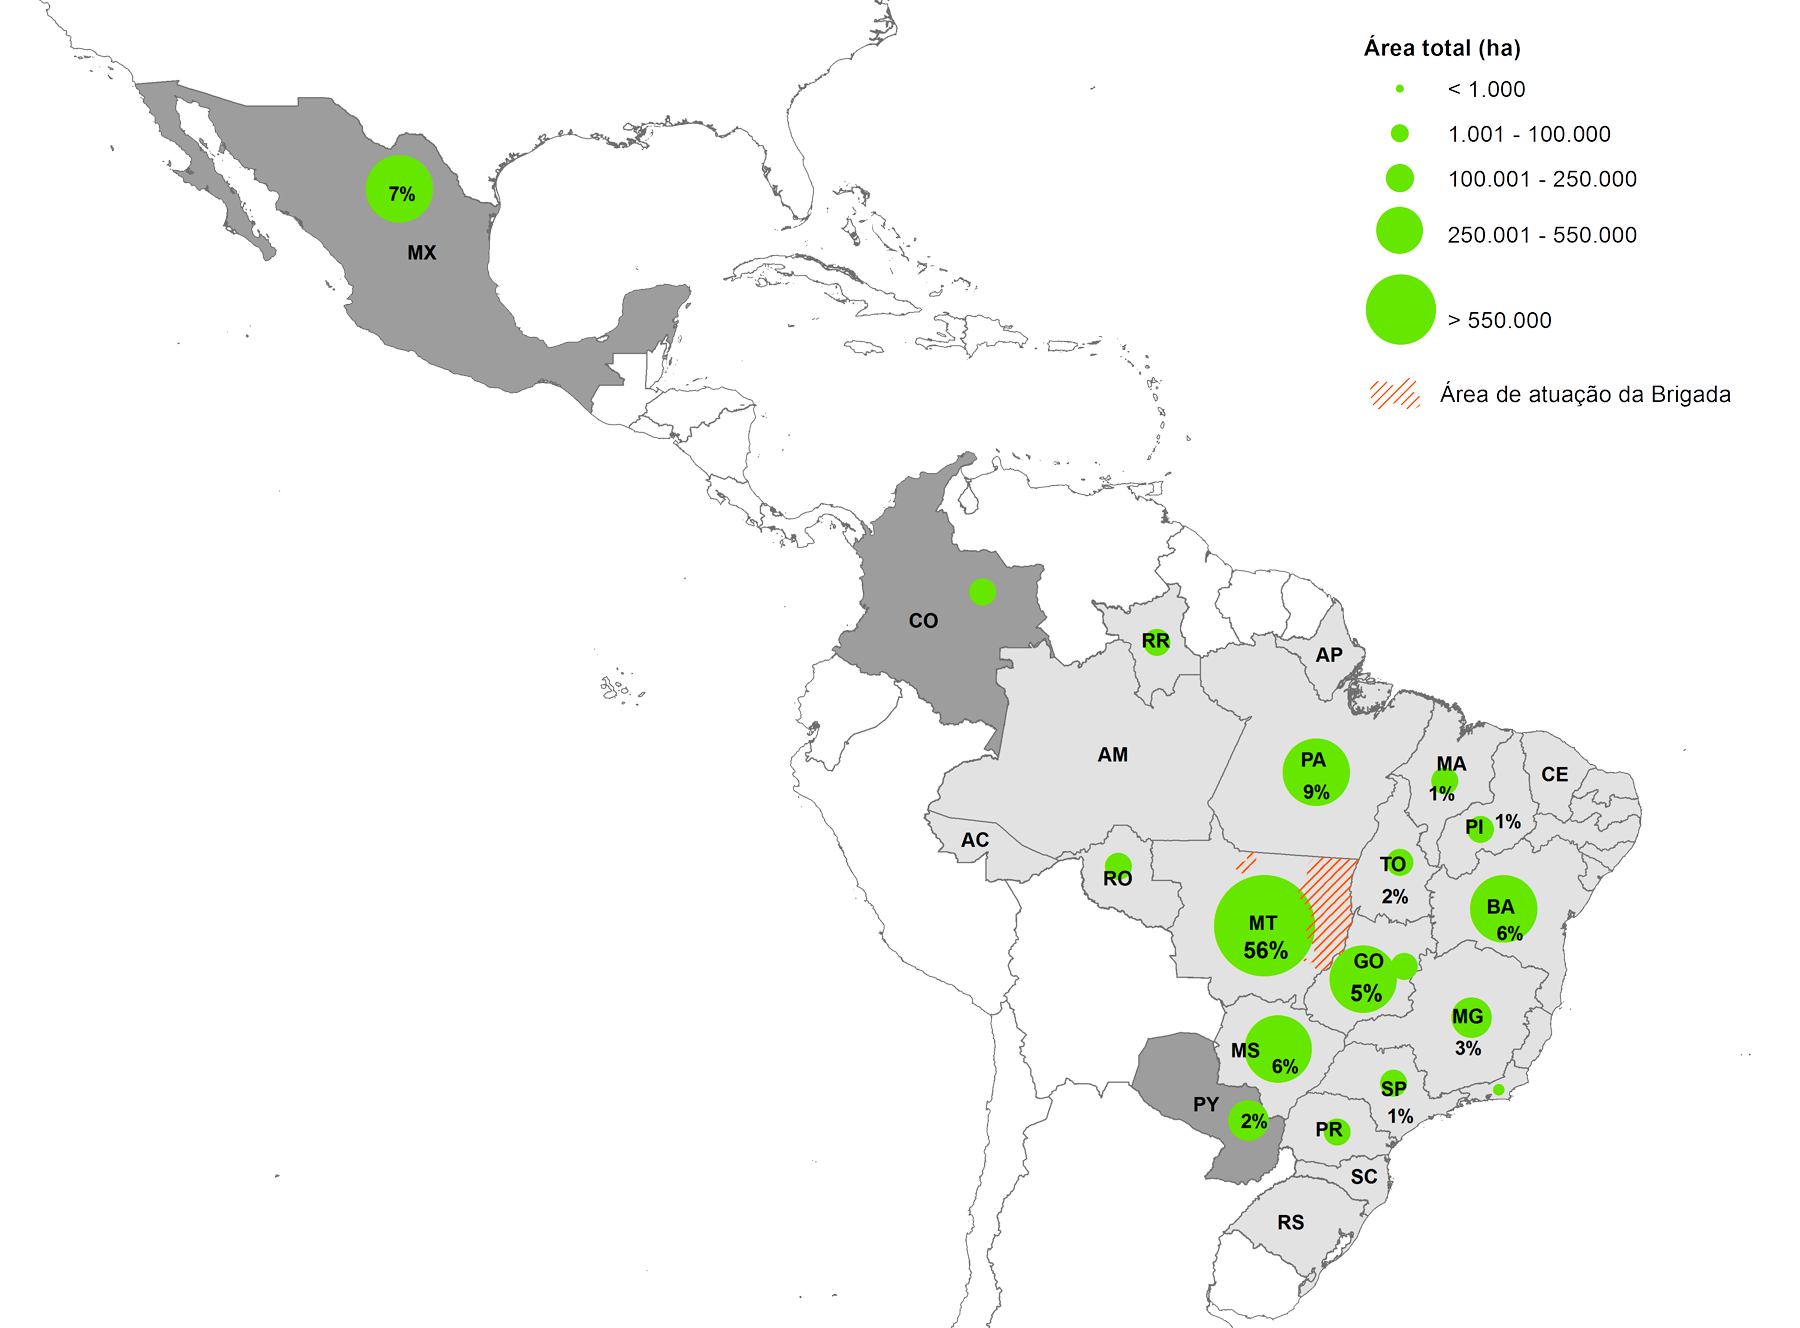 Área total (ha)
< 1.000
1.001 - 100.000
100.001 - 250.000
250.001 - 550.000
> 550.000
Área de atuação da Brigada
7%
MX
CO
RR
AP
AM
PA
9%
MA
1%
CE
PI
1%
AC
RO
TO
2%
MT
56%
BA
6%
GO
5%
MG
3%
MS
6%
SP
1%
PY
2%
PR
SC
RS